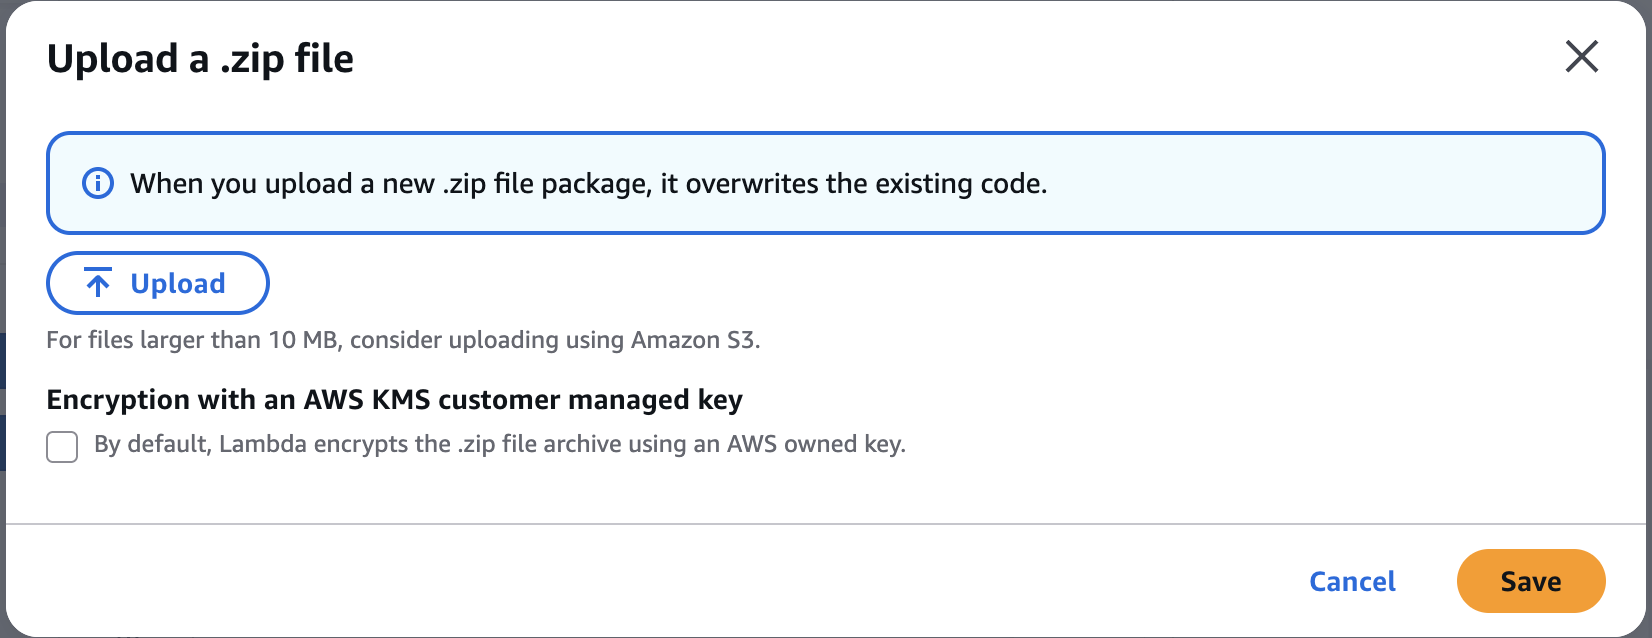 Upload a .zip file
When you upload a new .zip file package, it overwrites the existing code.
Upload
For files larger than 10 MB, consider uploading using Amazon S3.
Encryption with an AWS KMS customer managed key
By default, Lambda encrypts the .zip file archive using an AWS owned key.
Cancel
Save